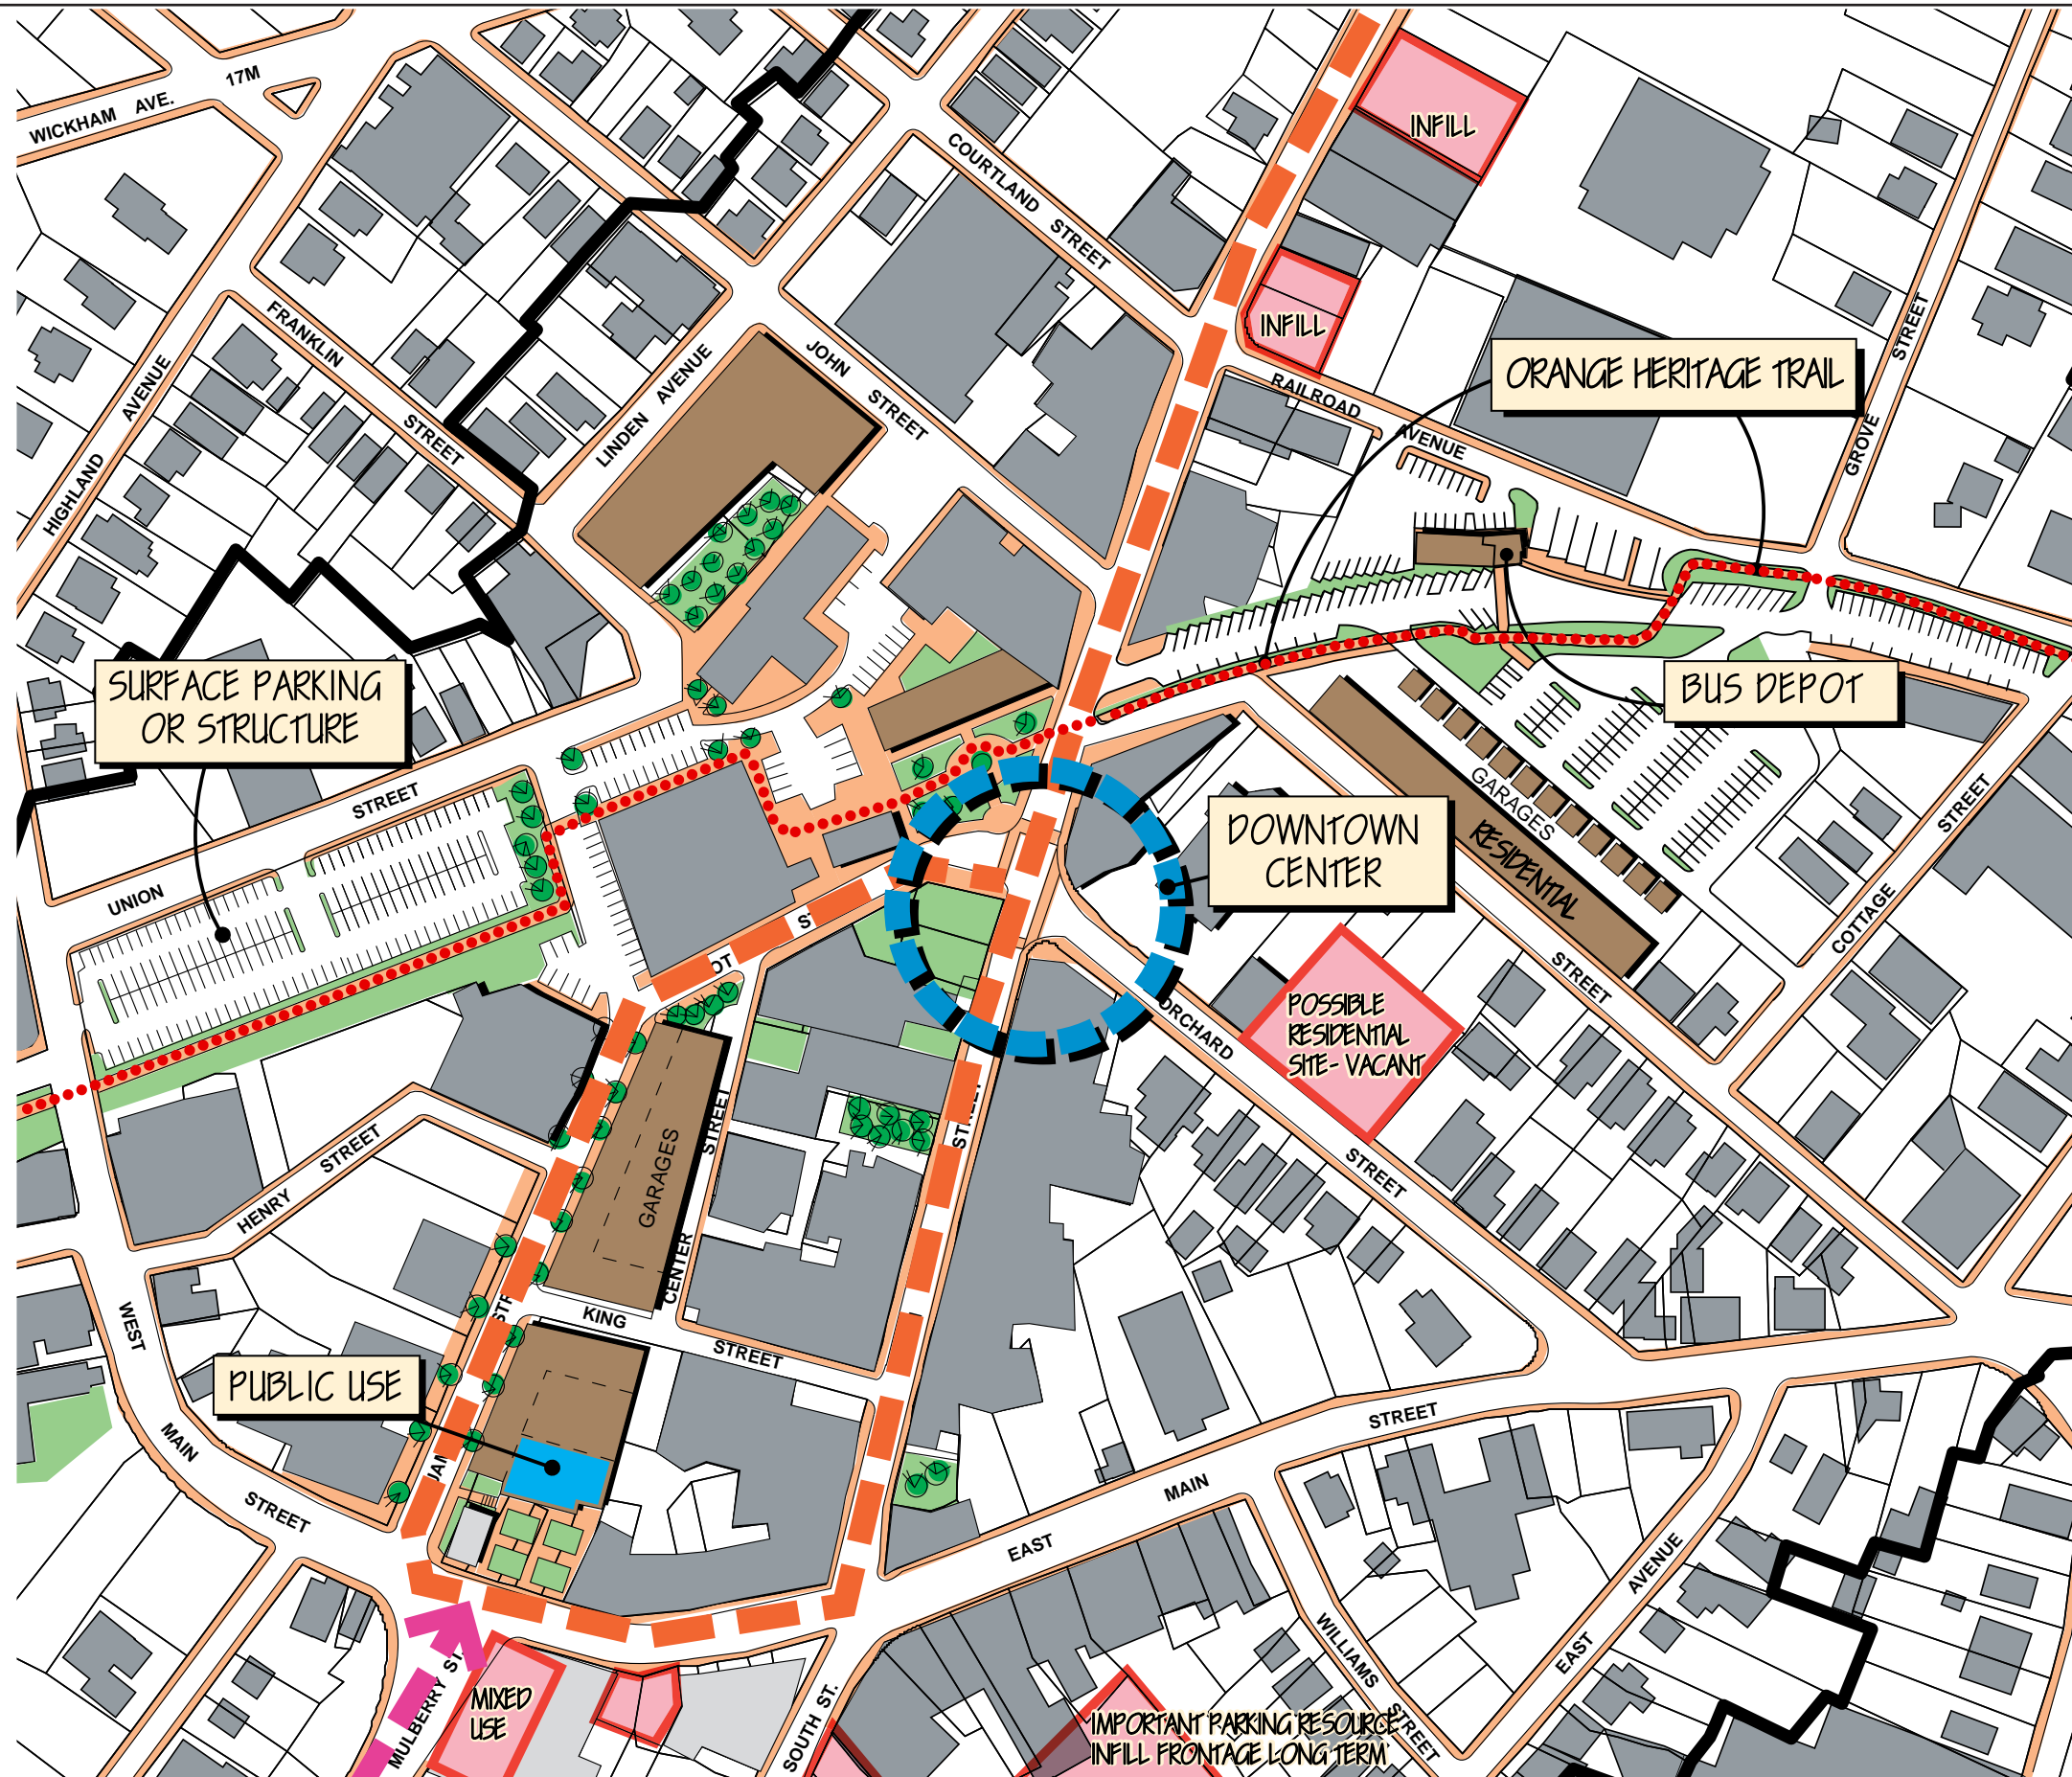 17M
WICKHAM AVE.
COURTLAND STREET
INFILL
INFILL
FRANKLIN STREET
HIGHLAND AVENUE
LINDEN AVENUE
JOHN STREET
RAILROAD AVENUE
GROVE STREET
ORANGE HERITAGE TRAIL
SURFACE PARKING
OR STRUCTURE
BUS DEPOT
UNION STREET
GARAGES
RESIDENTIAL
DOWNTOWN
CENTER
STREET
COTTAGE STREET
POSSIBLE
RESIDENTIAL
SITE- VACANT
ORCHARD STREET
HENRY STREET
GARAGES
CENTER STREET
STREET
KING STREET
WEST MAIN STREET
PUBLIC USE
EAST MAIN STREET
EAST AVENUE
WILLIAMS STREET
MULBERRY ST.
MIXED
USE
SOUTH ST.
IMPORTANT PARKING RESOURCE
INFILL FRONTAGE LONG TERM